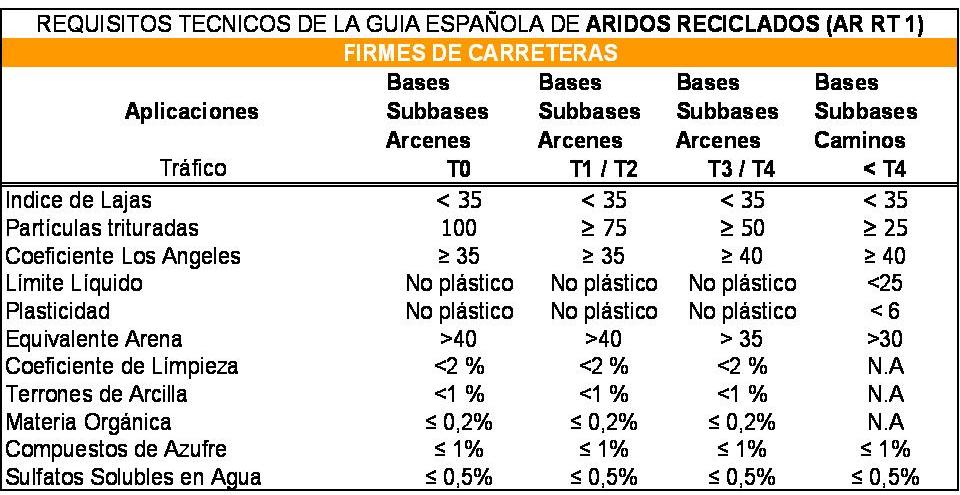 REQUISITOS TECNICOS DE LA GUIA ESPAÑOLA DE ARIDOS RECICLADOS (AR RT 1)
FIRMES DE CARRETERAS
Bases Bases Bases Bases
Aplicaciones Subbases Subbases Subbases Subbases
Arcenes Arcenes Arcenes Caminos
Tráfico T0 T1 / T2 T3 / T4 < T4
Indice de Lajas < 35 < 35 < 35 < 35
Partículas trituradas 100 ≥ 75 ≥ 50 ≥ 25
Coeficiente Los Angeles ≥ 35 ≥ 35 ≥ 40 ≥ 40
Límite Líquido No plástico No plástico No plástico <25
Plasticidad No plástico No plástico No plástico < 6
Equivalente Arena >40 >40 > 35 >30
Coeficiente de Limpieza <2 % <2 % <2 % N.A
Terrones de Arcilla <1 % <1 % <1 % N.A
Materia Orgánica ≤ 0,2% ≤ 0,2% ≤ 0,2% N.A
Compuestos de Azufre ≤ 1% ≤ 1% ≤ 1% ≤ 1%
Sulfatos Solubles en Agua ≤ 0,5% ≤ 0,5% ≤ 0,5% ≤ 0,5%